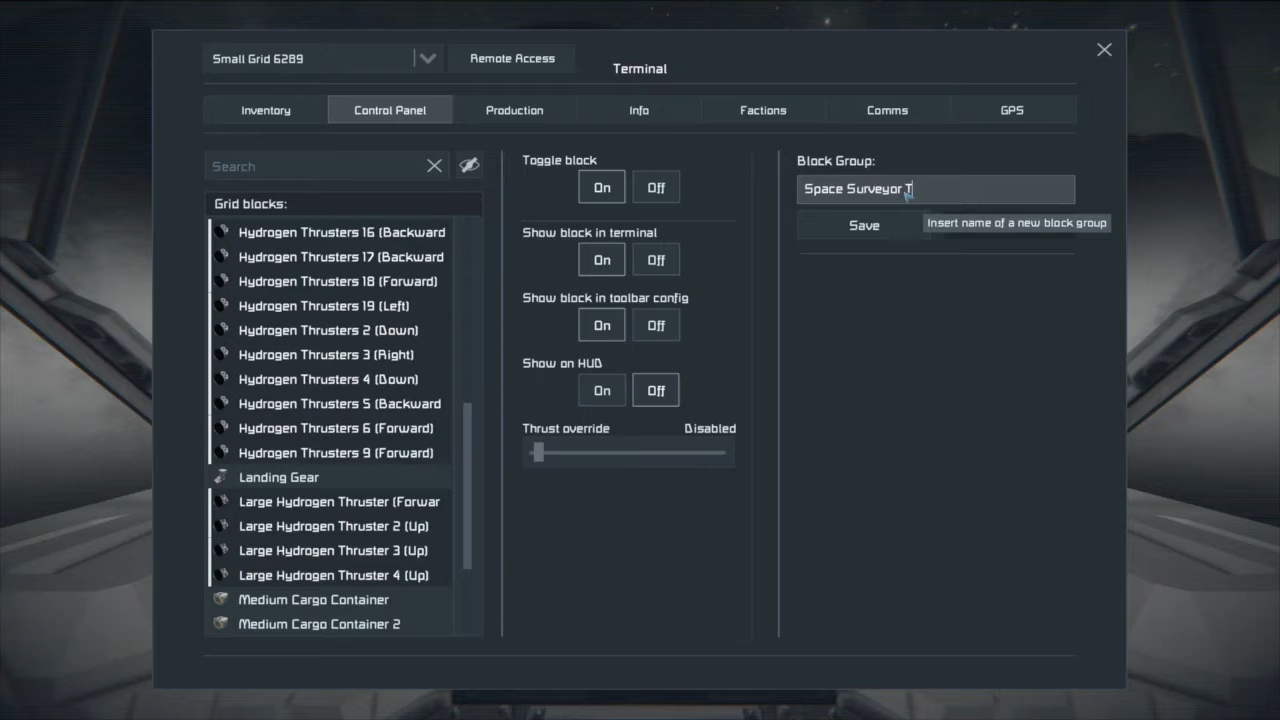 Small Grid 6289
Remote Access
Terminal
Inventory
Control Panel
Production
Info
Factions
Comms
GPS
Search
Grid blocks:
Hydrogen Thrusters 16 (Backward
Hydrogen Thrusters 17 (Backward
Hydrogen Thrusters 18 (Forward)
Hydrogen Thrusters 19 (Left)
Hydrogen Thrusters 2 (Down)
Hydrogen Thrusters 3 (Right)
Hydrogen Thrusters 4 (Down)
Hydrogen Thrusters 5 (Backward
Hydrogen Thrusters 6 (Forward)
Hydrogen Thrusters 9 (Forward)
Landing Gear
Large Hydrogen Thruster (Forwar
Large Hydrogen Thruster 2 (Up)
Large Hydrogen Thruster 3 (Up)
Large Hydrogen Thruster 4 (Up)
Medium Cargo Container
Medium Cargo Container 2
Toggle block
On Off
Show block in terminal
On Off
Show block in toolbar config
On Off
Show on HUD
On Off
Thrust override Disabled
Block Group:
Space Surveyor T
Save
Insert name of a new block group